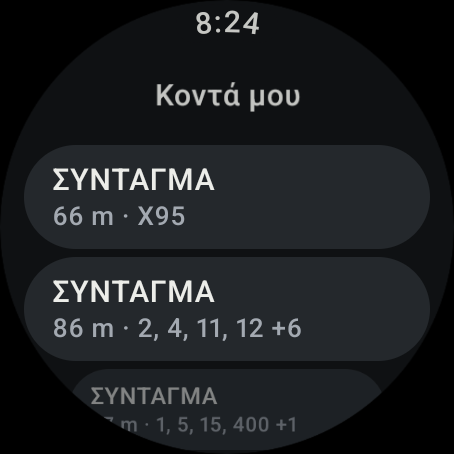 8:24
Κοντά μου
ΣΥΝΤΑΓΜΑ
66 m · X95
ΣΥΝΤΑΓΜΑ
86 m · 2, 4, 11, 12 +6
ΣΥΝΤΑΓΜΑ
m · 1, 5, 15, 400 +1